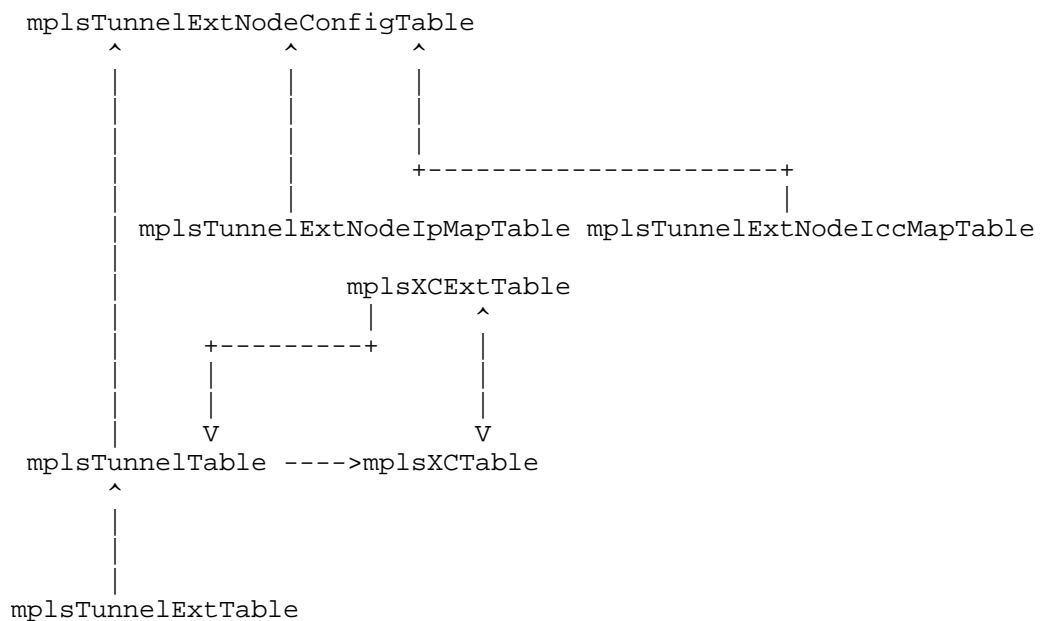 mplsTunnelExtNodeConfigTable
^ ^ ^
+---------------------+
mplsTunnelExtNodeIpMapTable mplsTunnelExtNodeIccMapTable
mplsXCExtTable
^
+---------+
V V
mplsTunnelTable ---->mplsXCTable
^
mplsTunnelExtTable